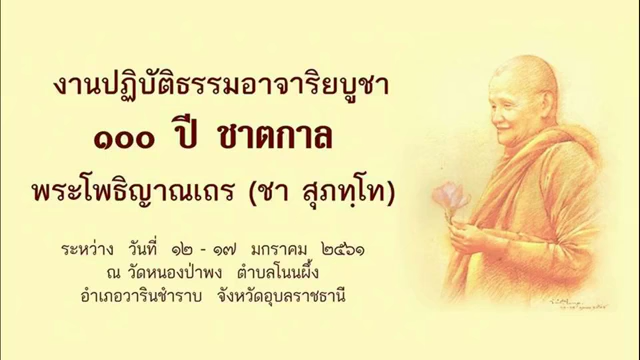 งานปฏิบัติธรรมอาจาริยบูชา
๑๐๐ ปี ชาตกาล
พระโพธิญาณเถร (ชา สุภทฺโท)
ระหว่าง วันที่ ๑๒ - ๑๗ มกราคม ๒๕๖๑
ณ วัดหนองป่าพง ตำบลโนนผึ้ง
อำเภอวารินชำราบ จังหวัดอุบลราชธานี